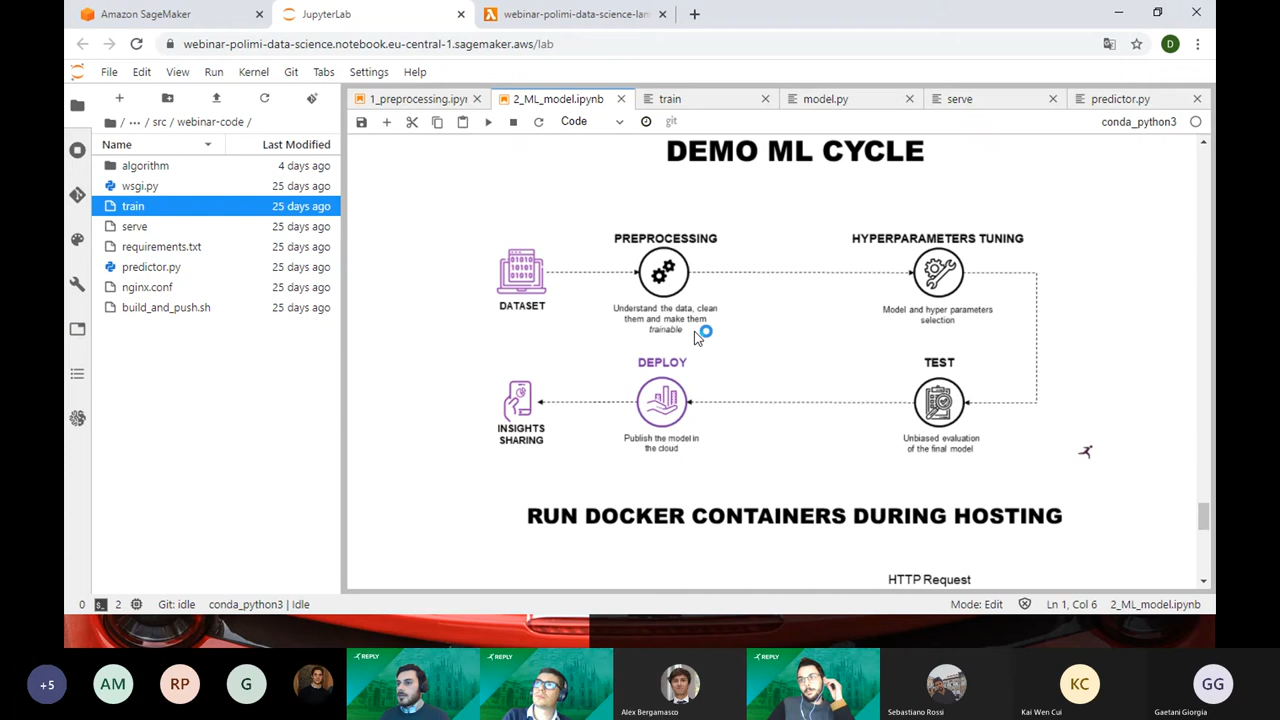 Amazon SageMaker
JupyterLab
webinar-polimi-data-science-lam
webinar-polimi-data-science.notebook.eu-central-1.sagemaker.aws/lab
D
File Edit View Run Kernel Git Tabs Settings Help
1_preprocessing.ipyr
2_ML_model.ipynb
train
model.py
serve
predictor.py
Code
git
conda_python3
/ ··· / src / webinar-code /
Name Last Modified
algorithm 4 days ago
wsgi.py 25 days ago
train 25 days ago
serve 25 days ago
requirements.txt 25 days ago
predictor.py 25 days ago
nginx.conf 25 days ago
build_and_push.sh 25 days ago
DEMO ML CYCLE
PREPROCESSING
HYPERPARAMETERS TUNING
0101
10101
01010
DATASET
Understand the data, clean
them and make them
trainable
Model and hyper parameters
selection
DEPLOY
TEST
INSIGHTS
SHARING
Publish the model in
the cloud
Unbiased evaluation
of the final model
RUN DOCKER CONTAINERS DURING HOSTING
HTTP Request
0 2 Git: idle conda_python3 | Idle
Mode: Edit Ln 1, Col 6 2_ML_model.ipynb
+5
AM
RP
G
REPLY
REPLY
Alex Bergamasco
REPLY
Sebastiano Rossi
KC
Kai Wen Cui
GG
Gaetani Giorgia